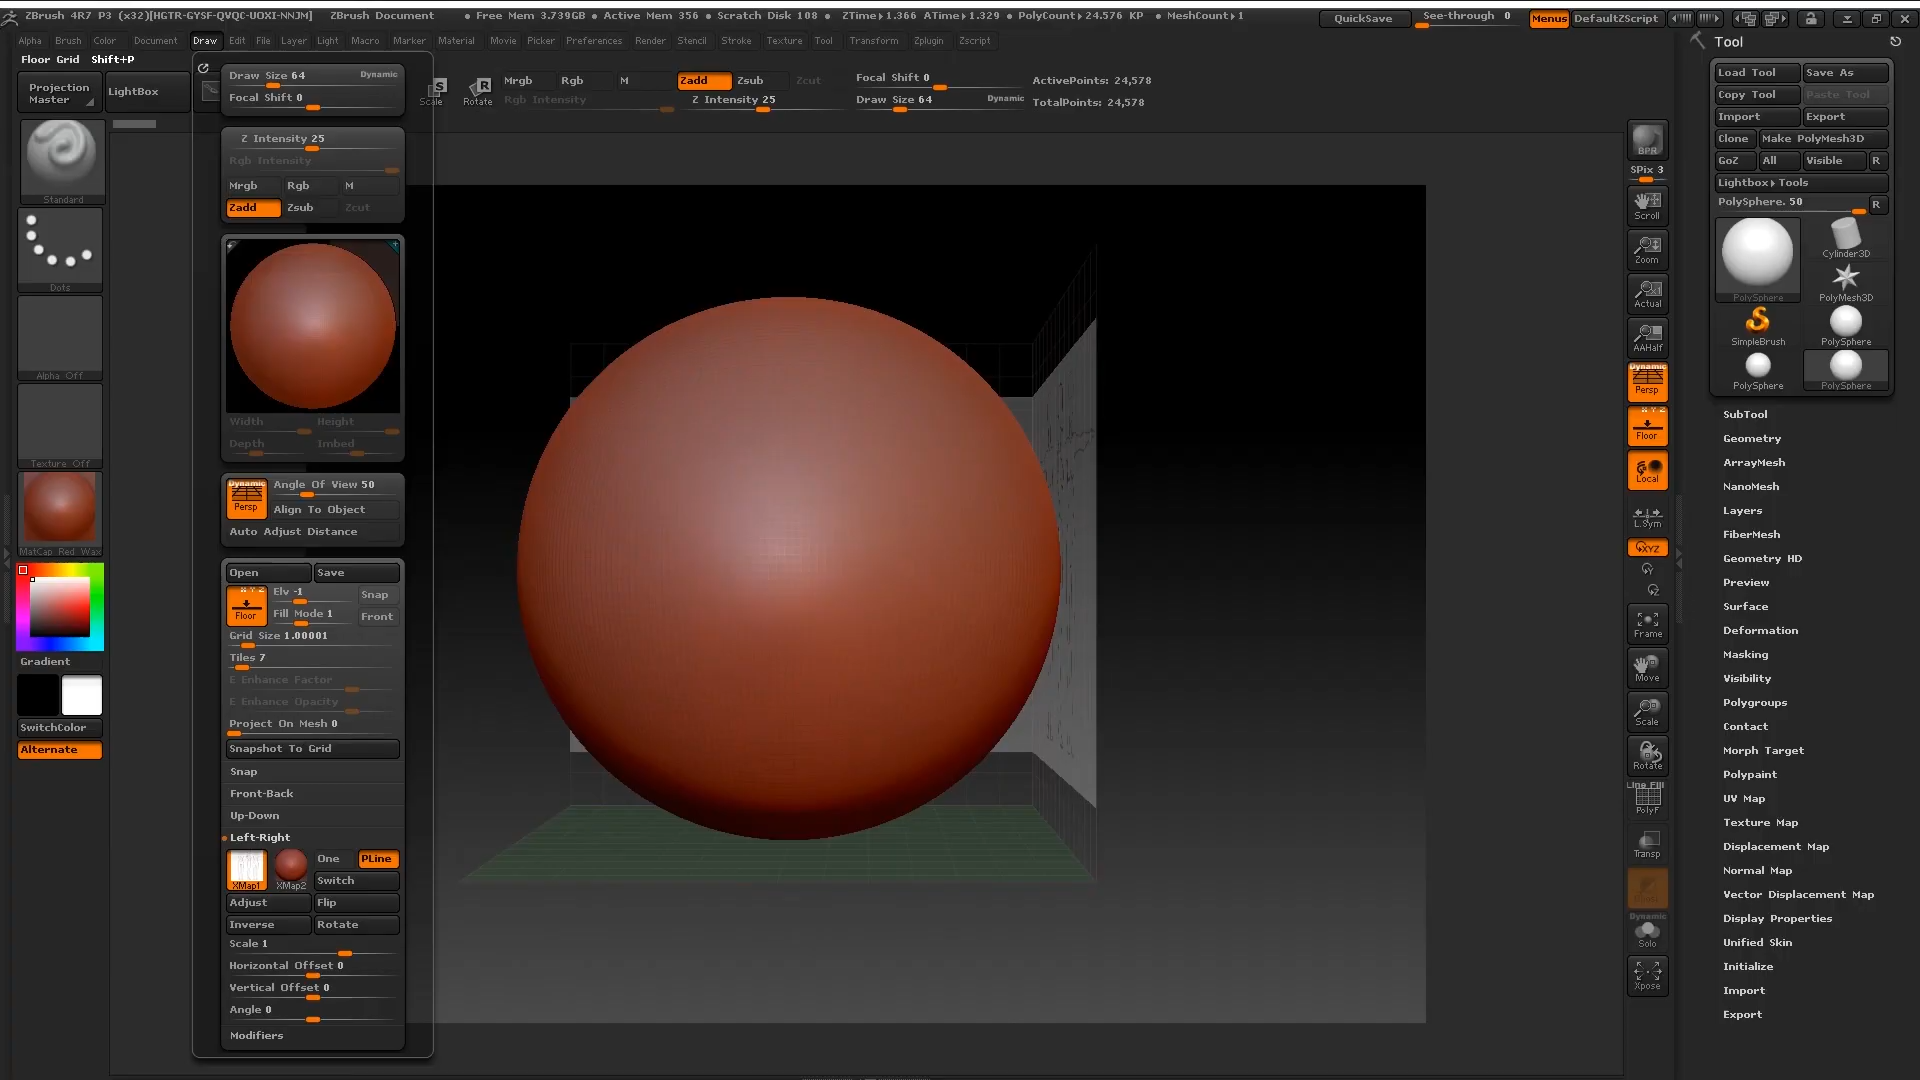 ZBrush 4R7 P3 (x32)[HGTR-GYSF-QVQC-UOXI-NNJM] ZBrush Document • Free Mem 3.739GB • Active Mem 356 • Scratch Disk 108 • ZTime▸1.366 ATime▸1.329 • PolyCount▸24,576 KP • MeshCount▸1 QuickSave See-through 0 Menus DefaultZScript
Alpha Brush Color Document Draw Edit File Layer Light Macro Marker Material Movie Picker Preferences Render Stencil Stroke Texture Tool Transform Zplugin Zscript
Floor Grid Shift+P
Projection Master
LightBox
Scale
Rotate
Mrgb Rgb M Zadd Zsub Zcut
Rgb Intensity Z Intensity 25
Focal Shift 0
Draw Size 64 Dynamic
ActivePoints: 24,578
TotalPoints: 24,578
Standard
Dots
Alpha Off
Texture Off
MatCap Red Wax
Gradient
SwitchColor
Alternate
Draw Size 64 Dynamic
Focal Shift 0
Z Intensity 25
Rgb Intensity
Mrgb Rgb M
Zadd Zsub Zcut
Width Height
Depth Imbed
Dynamic
Persp
Angle Of View 50
Align To Object
Auto Adjust Distance
Open Save
X Y Z
Floor
Elv -1 Snap
Fill Mode 1 Front
Grid Size 1.00001
Tiles 7
E Enhance Factor
E Enhance Opacity
Project On Mesh 0
Snapshot To Grid
Snap
Front-Back
Up-Down
Left-Right
XMap1 XMap2 One PLine
Switch
Adjust Flip
Inverse Rotate
Scale 1
Horizontal Offset 0
Vertical Offset 0
Angle 0
Modifiers
BPR
SPix 3
Scroll
Zoom
Actual
AAHalf
Dynamic
Persp
X Y Z
Floor
Local
L.Sym
XYZ
Y
Z
Frame
Move
Scale
Rotate
Line Fill
PolyF
Transp
Dynamic
Solo
Xpose
Tool
Load Tool Save As
Copy Tool Paste Tool
Import Export
Clone Make PolyMesh3D
GoZ All Visible R
Lightbox▸Tools
PolySphere. 50 R
PolySphere
Cylinder3D
PolyMesh3D
SimpleBrush PolySphere
PolySphere PolySphere
SubTool
Geometry
ArrayMesh
NanoMesh
Layers
FiberMesh
Geometry HD
Preview
Surface
Deformation
Masking
Visibility
Polygroups
Contact
Morph Target
Polypaint
UV Map
Texture Map
Displacement Map
Normal Map
Vector Displacement Map
Display Properties
Unified Skin
Initialize
Import
Export